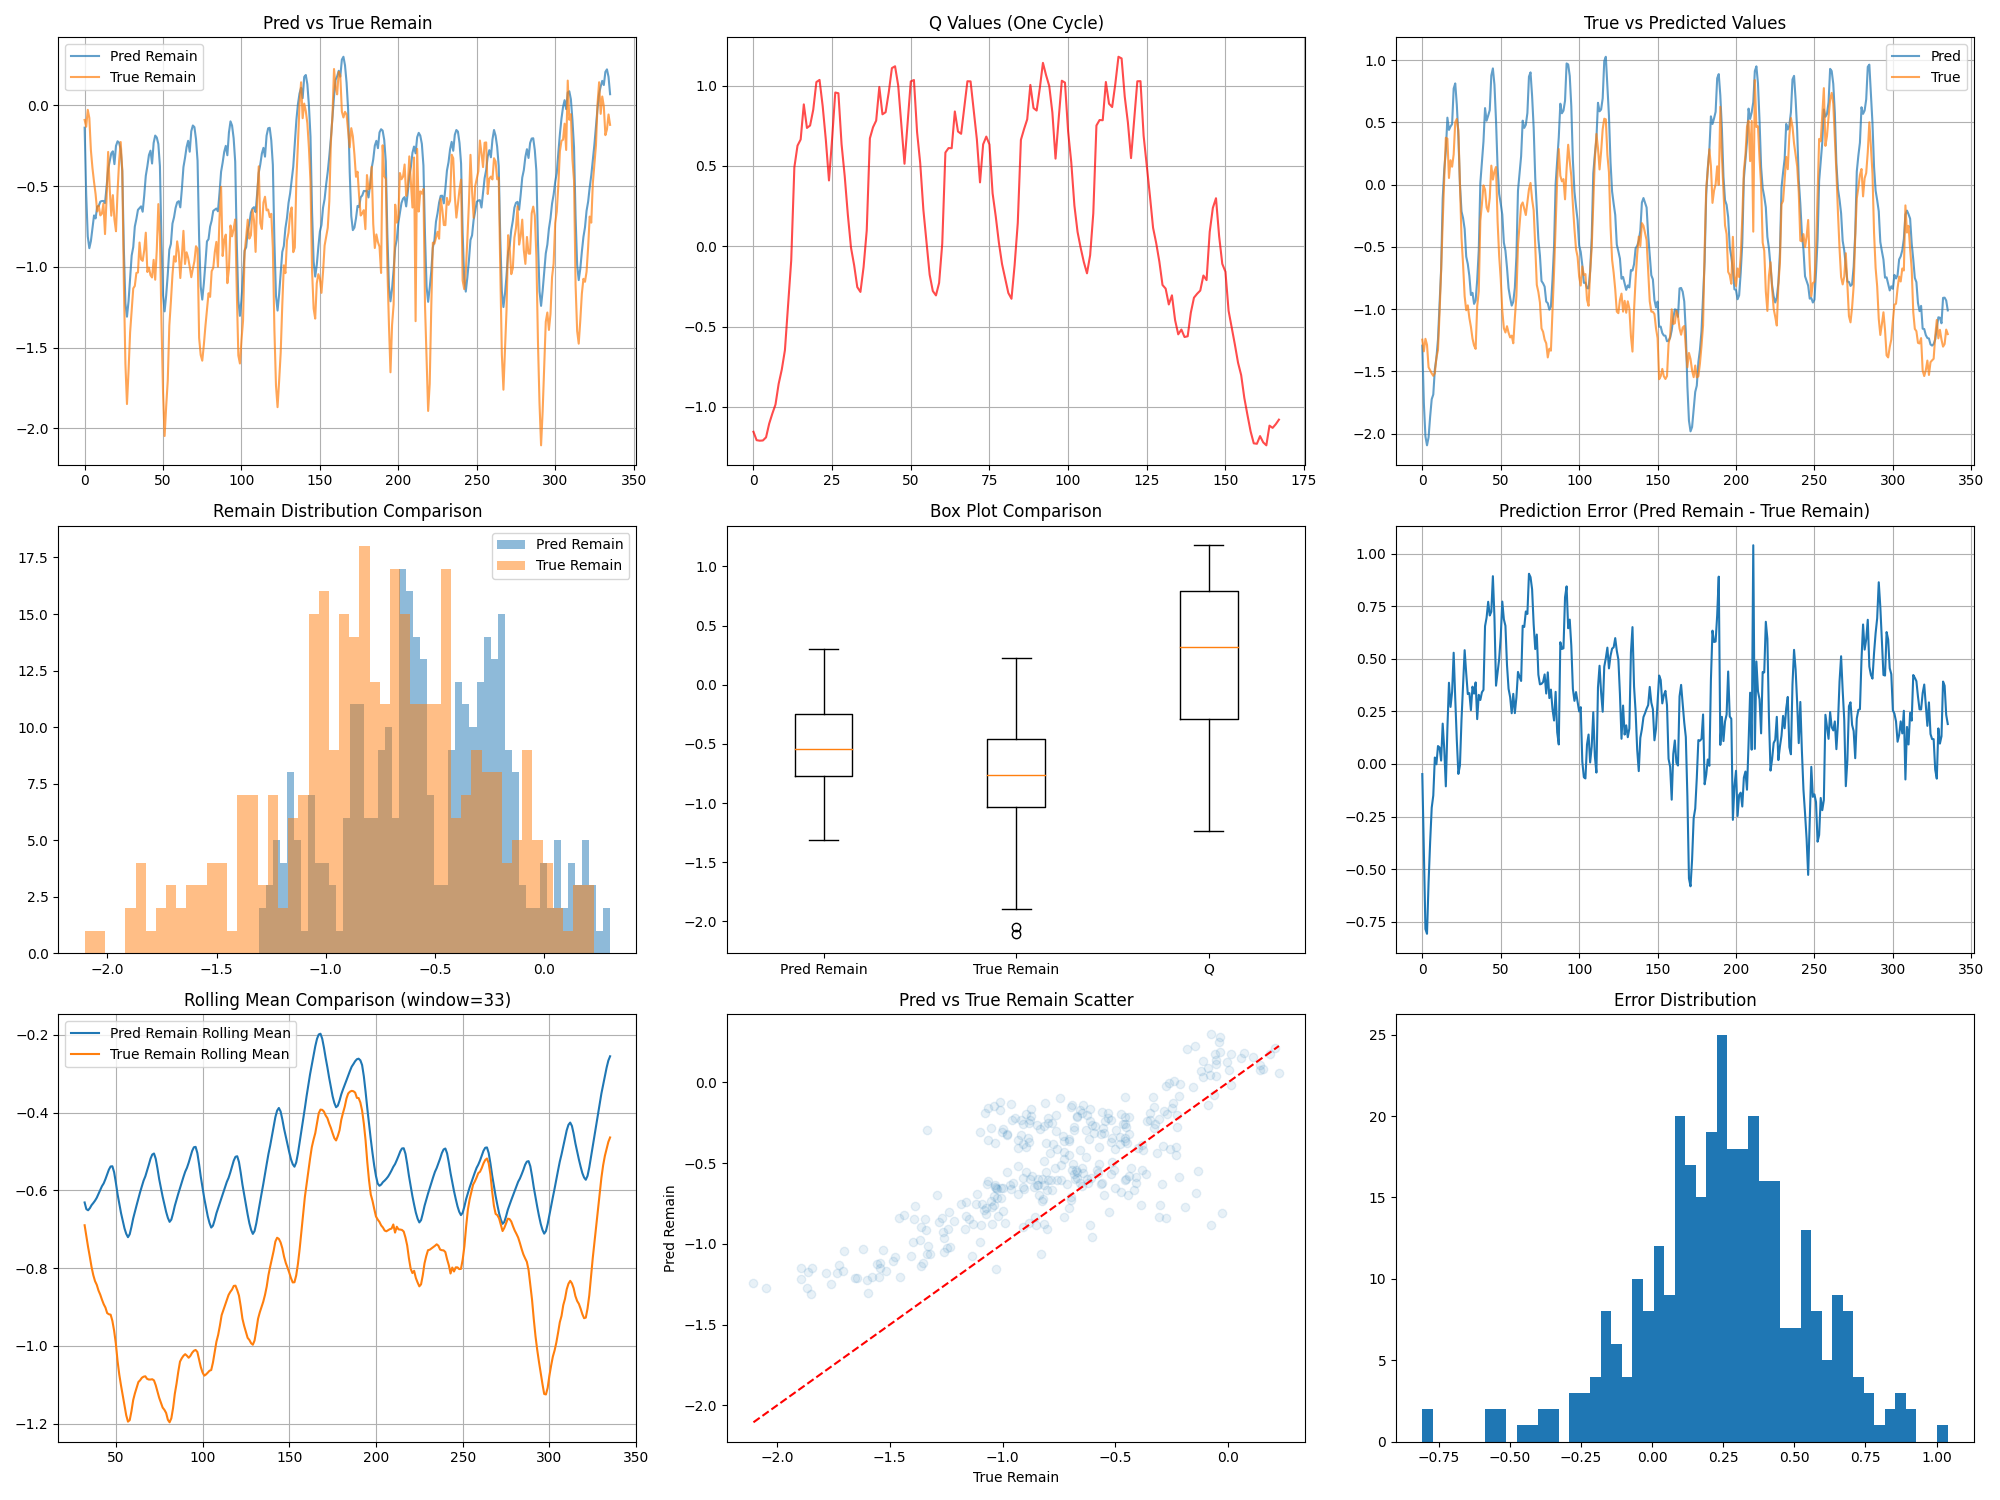 Pred vs True Remain
Pred Remain
True Remain
0.0
−0.5
−1.0
−1.5
−2.0
0 50 100 150 200 250 300 350
Q Values (One Cycle)
1.0
0.5
0.0
−0.5
−1.0
0 25 50 75 100 125 150 175
True vs Predicted Values
Pred
True
1.0
0.5
0.0
−0.5
−1.0
−1.5
−2.0
0 50 100 150 200 250 300 350
Remain Distribution Comparison
Pred Remain
True Remain
17.5
15.0
12.5
10.0
7.5
5.0
2.5
0.0
−2.0 −1.5 −1.0 −0.5 0.0
Box Plot Comparison
1.0
0.5
0.0
−0.5
−1.0
−1.5
−2.0
Pred Remain True Remain Q
Prediction Error (Pred Remain - True Remain)
1.00
0.75
0.50
0.25
0.00
−0.25
−0.50
−0.75
0 50 100 150 200 250 300 350
Rolling Mean Comparison (window=33)
Pred Remain Rolling Mean
True Remain Rolling Mean
−0.2
−0.4
−0.6
−0.8
−1.0
−1.2
50 100 150 200 250 300 350
Pred vs True Remain Scatter
Pred Remain
0.0
−0.5
−1.0
−1.5
−2.0
−2.0 −1.5 −1.0 −0.5 0.0
True Remain
Error Distribution
25
20
15
10
5
0
−0.75 −0.50 −0.25 0.00 0.25 0.50 0.75 1.00